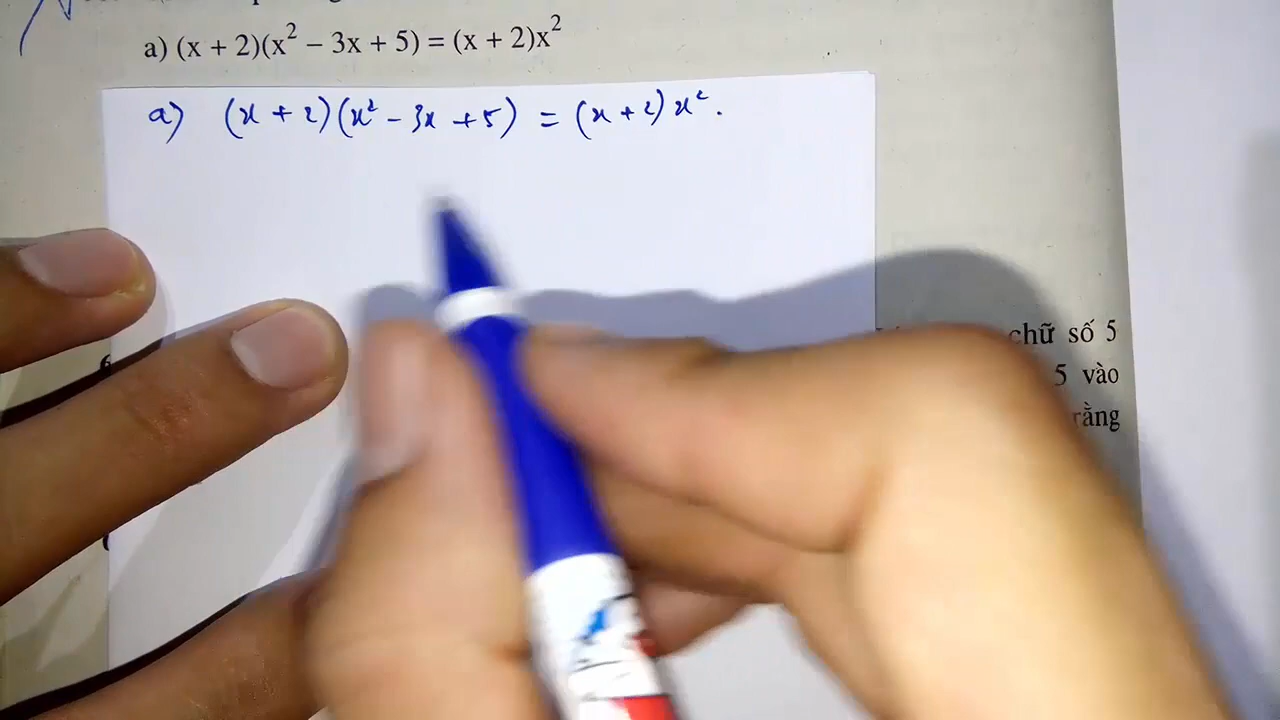 a) (x + 2)(x² − 3x + 5) = (x + 2)x²
a) (x + 2)(x² − 3x + 5) = (x + 2)x².
chữ số 5
5 vào
rằng